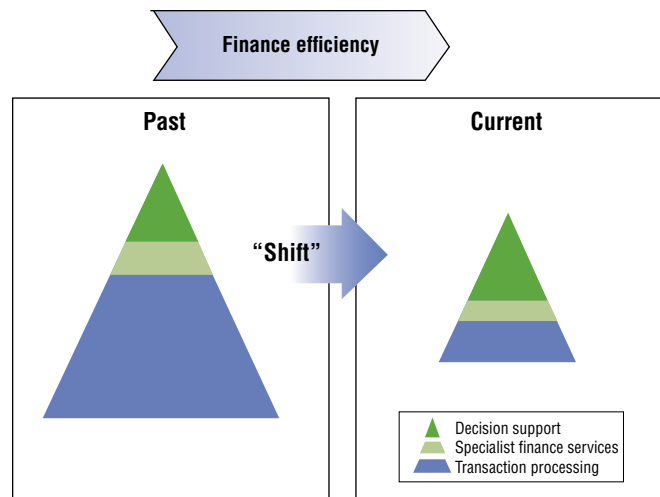 Finance efficiency
Past
Current
“Shift”
Decision support
Specialist finance services
Transaction processing